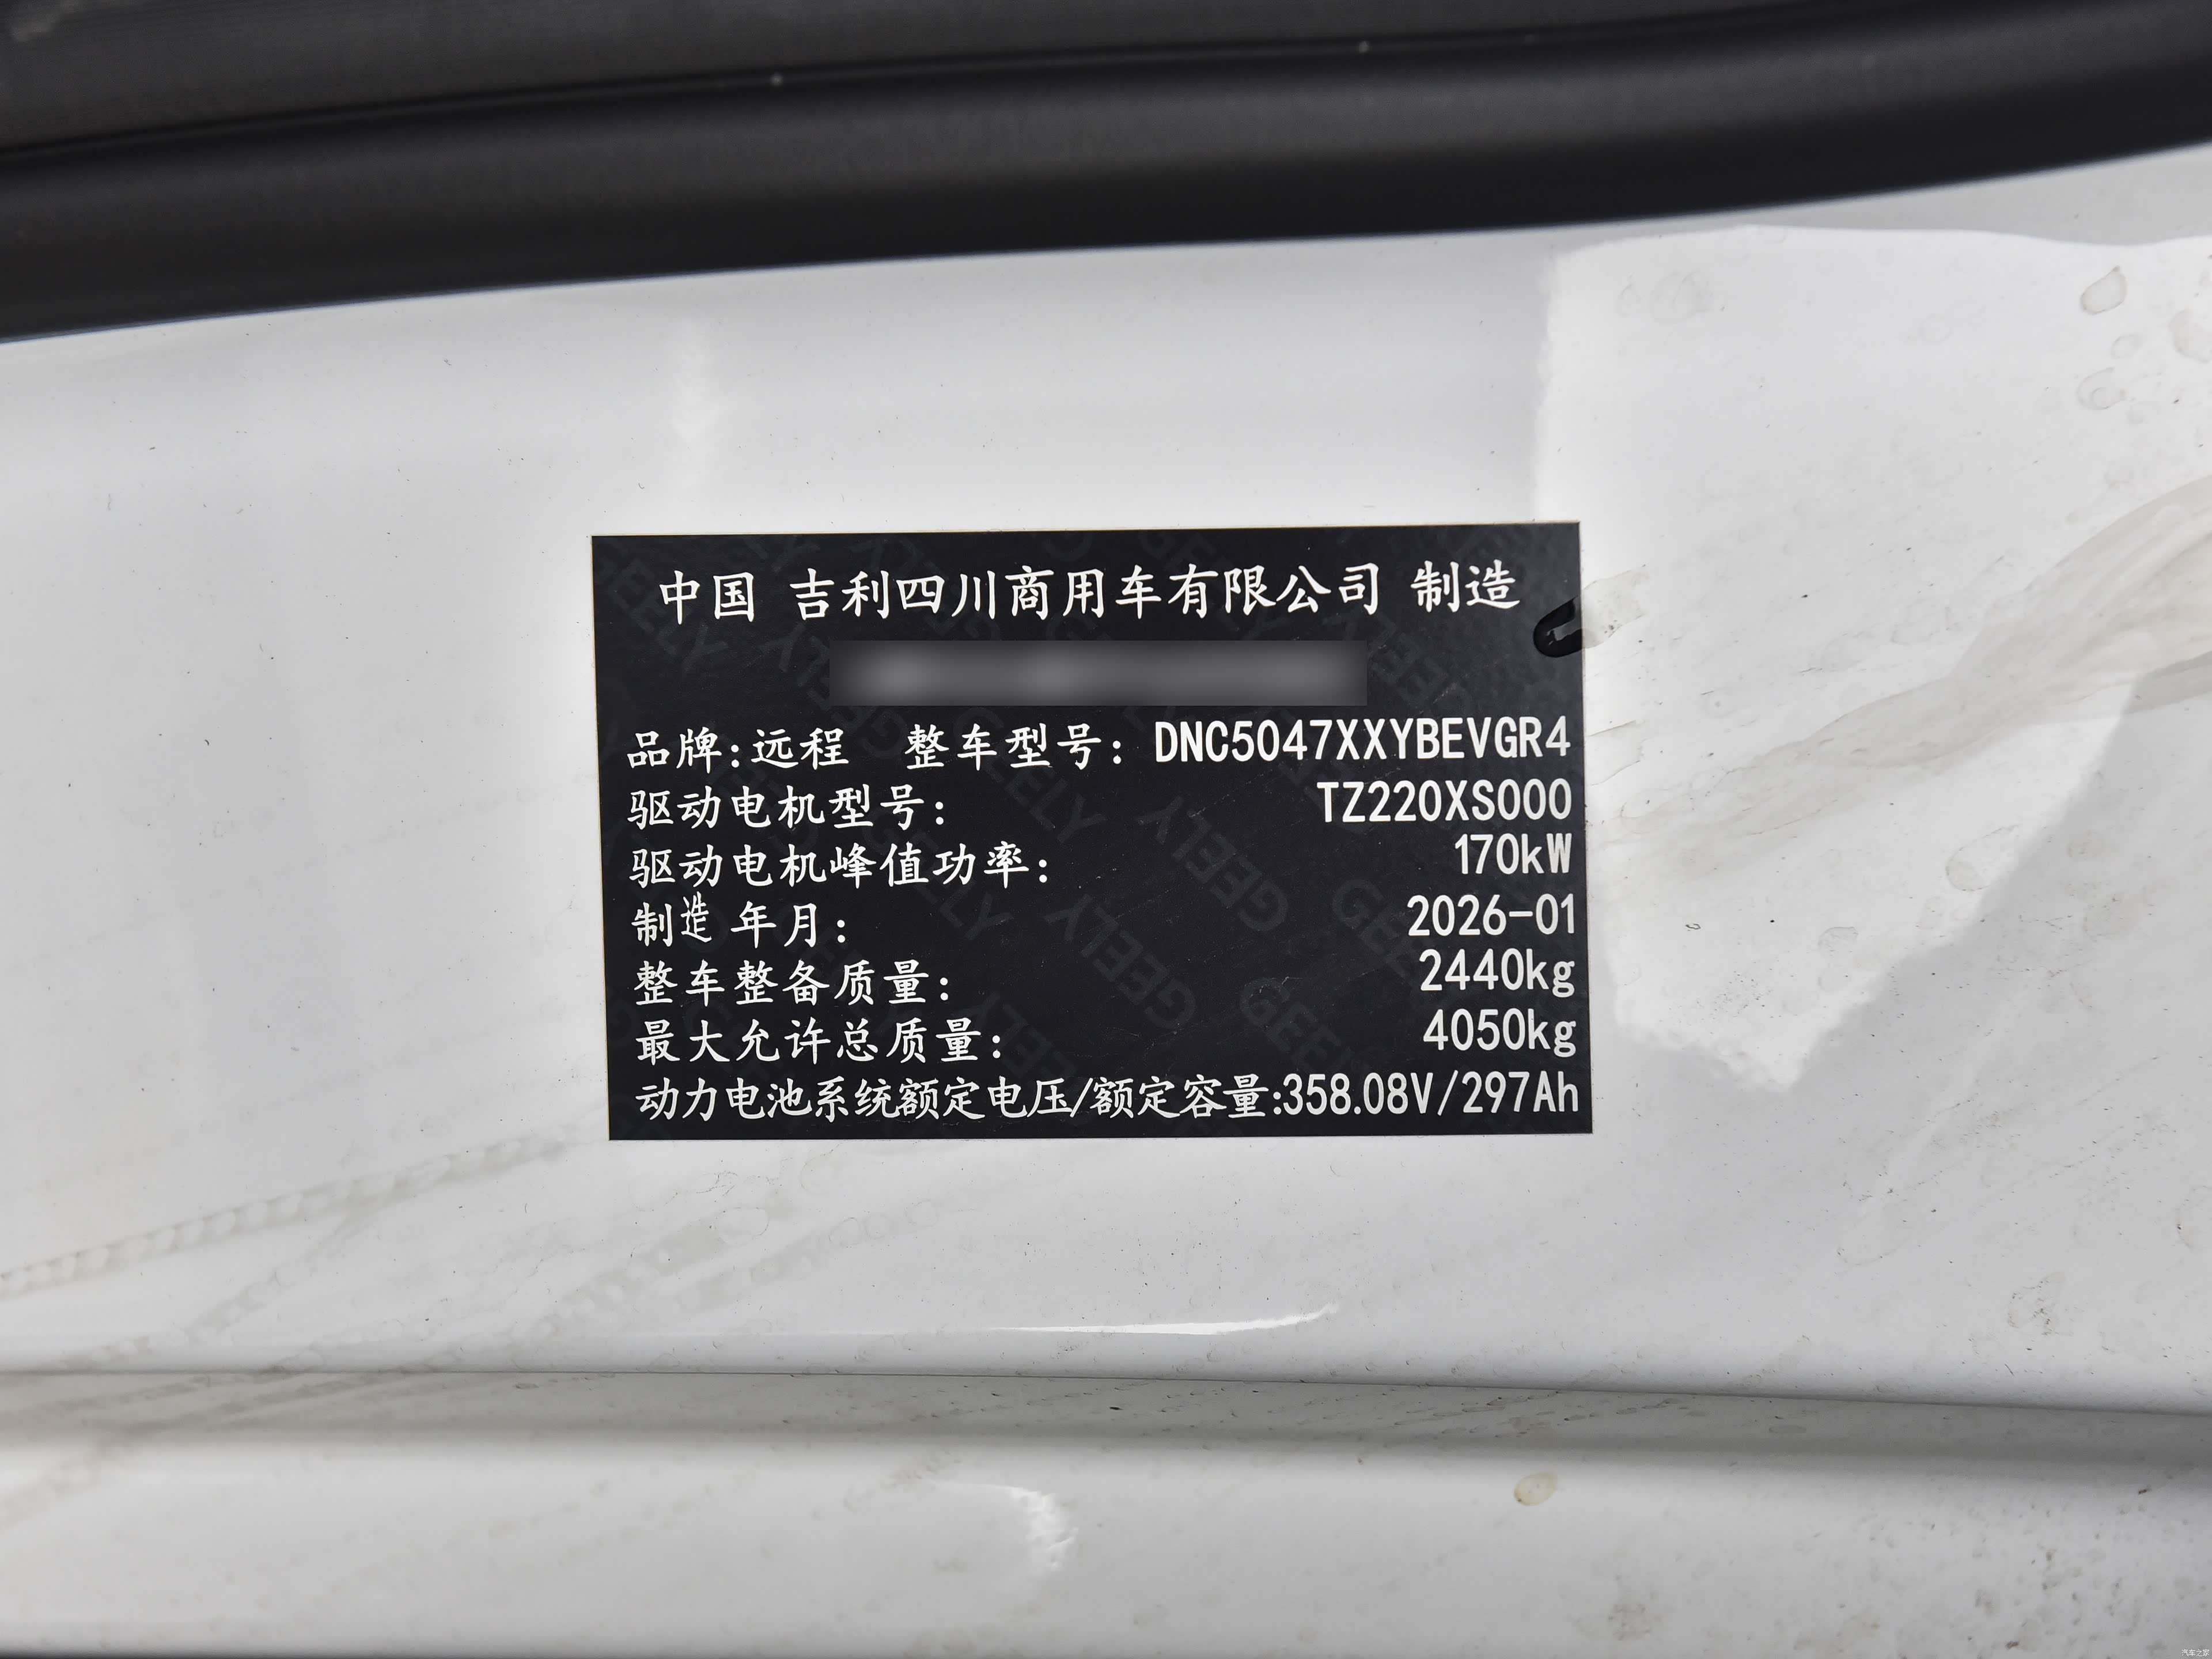 中国 吉利四川商用车有限公司 制造
品牌:远程 整车型号: DNC5047XXYBEVGR4
驱动电机型号: TZ220XS000
驱动电机峰值功率: 170kW
制造年月: 2026-01
整车整备质量: 2440kg
最大允许总质量: 4050kg
动力电池系统额定电压/额定容量:358.08V/297Ah
汽车之家